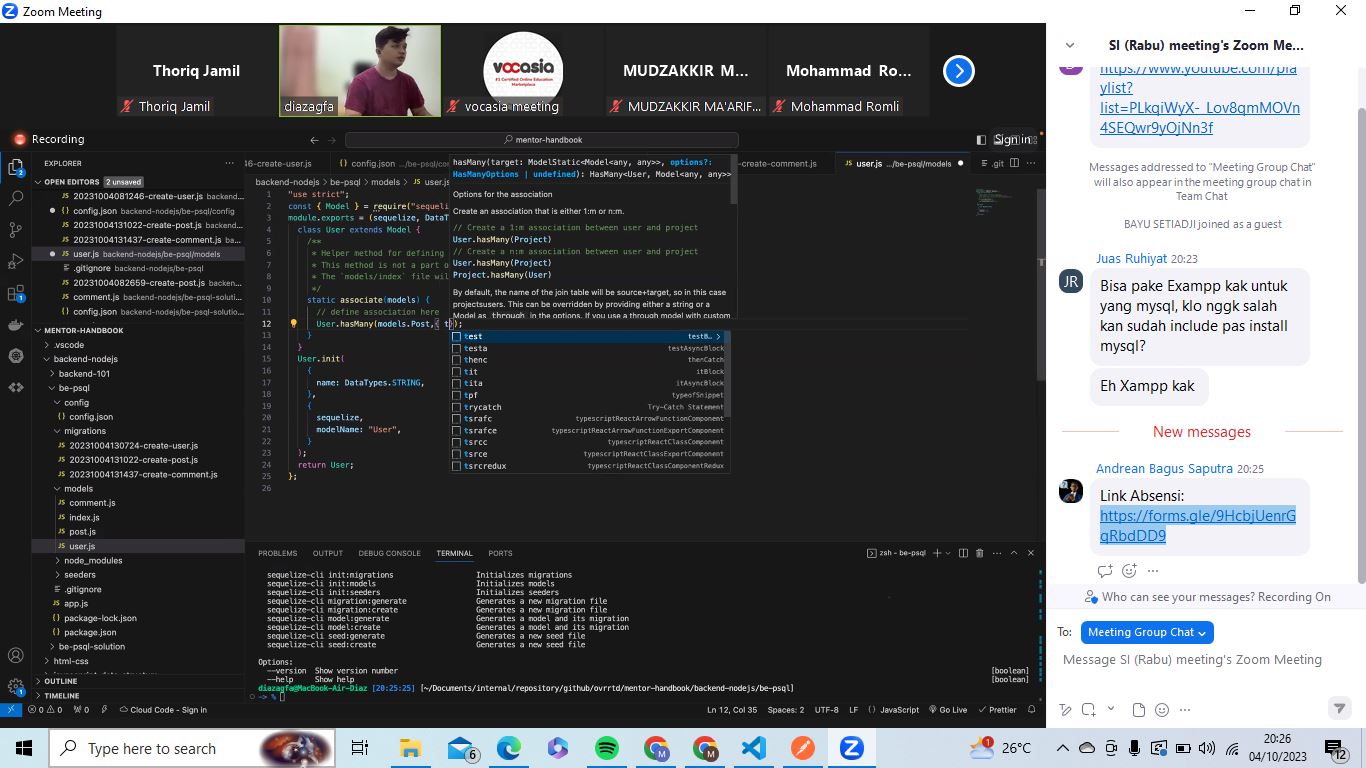 Zoom Meeting
Thoriq Jamil
Thoriq Jamil
diazagfa
vocasia
#1 Certified Online Education
Marketplace
vocasia meeting
MUDZAKKIR M...
MUDZAKKIR MA'ARIF...
Mohammad Ro...
Mohammad Romli
Recording
mentor-handbook
Sign in
EXPLORER
OPEN EDITORS 2 unsaved
20231004081246-create-user.js backend...
config.json backend-nodejs/be-psql/config
20231004131022-create-post.js backend...
20231004131437-create-comment.js ba...
user.js backend-nodejs/be-psql/models
.gitignore backend-nodejs/be-psql
20231004082659-create-post.js backend...
comment.js backend-nodejs/be-psql-solutio...
config.json backend-nodejs/be-psql-solutio...
MENTOR-HANDBOOK
.vscode
backend-nodejs
backend-101
be-psql
config
config.json
migrations
20231004130724-create-user.js
20231004131022-create-post.js
20231004131437-create-comment.js
models
comment.js
index.js
post.js
user.js
node_modules
seeders
.gitignore
app.js
package-lock.json
package.json
be-psql-solution
html-css
OUTLINE
TIMELINE
46-create-user.js
config.json .../be-psql/con
-create-comment.js
user.js .../be-psql/models
.git
backend-nodejs > be-psql > models > user.js
1 "use strict";
2 const { Model } = require("sequeli
3 module.exports = (sequelize, DataT
4 class User extends Model {
5 /**
6 * Helper method for defining
7 * This method is not a part o
8 * The `models/index` file wil
9 */
10 static associate(models) {
11 // define association here
12 User.hasMany(models.Post,{ t});
13 }
14 }
15 User.init(
16 {
17 name: DataTypes.STRING,
18 },
19 {
20 sequelize,
21 modelName: "User",
22 }
23 );
24 return User;
25 };
26
hasMany(target: ModelStatic<Model<any, any>>, options?:
HasManyOptions | undefined): HasMany<User, Model<any, any>>
Options for the association
Create an association that is either 1:m or n:m.
// Create a 1:m association between user and project
User.hasMany(Project)
// Create a n:m association between user and project
User.hasMany(Project)
Project.hasMany(User)
By default, the name of the join table will be source+target, so in this case
projectsusers. This can be overridden by providing either a string or a
Model as through in the options. If you use a through model with custom
test testB... >
testa testAsyncBlock
thenc thenCatch
tit itBlock
tita itAsyncBlock
tpf typeofSnippet
trycatch Try-Catch Statement
tsrafc typescriptReactArrowFunctionComponent
tsrafce typescriptReactArrowFunctionExportComponent
tsrcc typescriptReactClassComponent
tsrce typescriptReactClassExportComponent
tsrcredux typescriptReactClassComponentRedux
PROBLEMS OUTPUT DEBUG CONSOLE TERMINAL PORTS
zsh - be-psql
sequelize-cli init:migrations Initializes migrations
sequelize-cli init:models Initializes models
sequelize-cli init:seeders Initializes seeders
sequelize-cli migration:generate Generates a new migration file
sequelize-cli migration:create Generates a new migration file
sequelize-cli model:generate Generates a model and its migration
sequelize-cli model:create Generates a model and its migration
sequelize-cli seed:generate Generates a new seed file
sequelize-cli seed:create Generates a new seed file
Options:
--version Show version number [boolean]
--help Show help [boolean]
diazagfa@MacBook-Air-Diaz [20:25:25] [~/Documents/internal/repository/github/ovrrtd/mentor-handbook/backend-nodejs/be-psql]
-> %
0 0 0 Cloud Code - Sign in
Ln 12, Col 35 Spaces: 2 UTF-8 LF JavaScript Go Live Prettier
SI (Rabu) meeting's Zoom Me...
https://www.youtube.com/pla
ylist?
list=PLkqiWyX-_Lov8qmMOVn
4SEQwr9yOjNn3f
Messages addressed to "Meeting Group Chat"
will also appear in the meeting group chat in
Team Chat
BAYU SETIADJI joined as a guest
Juas Ruhiyat 20:23
JR
Bisa pake Exampp kak untuk
yang mysql, klo nggk salah
kan sudah include pas install
mysql?
Eh Xampp kak
New messages
Andrean Bagus Saputra 20:25
Link Absensi:
https://forms.gle/9HcbjUenrG
qRbdDD9
Who can see your messages? Recording On
To: Meeting Group Chat
Message SI (Rabu) meeting's Zoom Meeting
Type here to search
6
M
M
1
26°C
20:26
04/10/2023
12